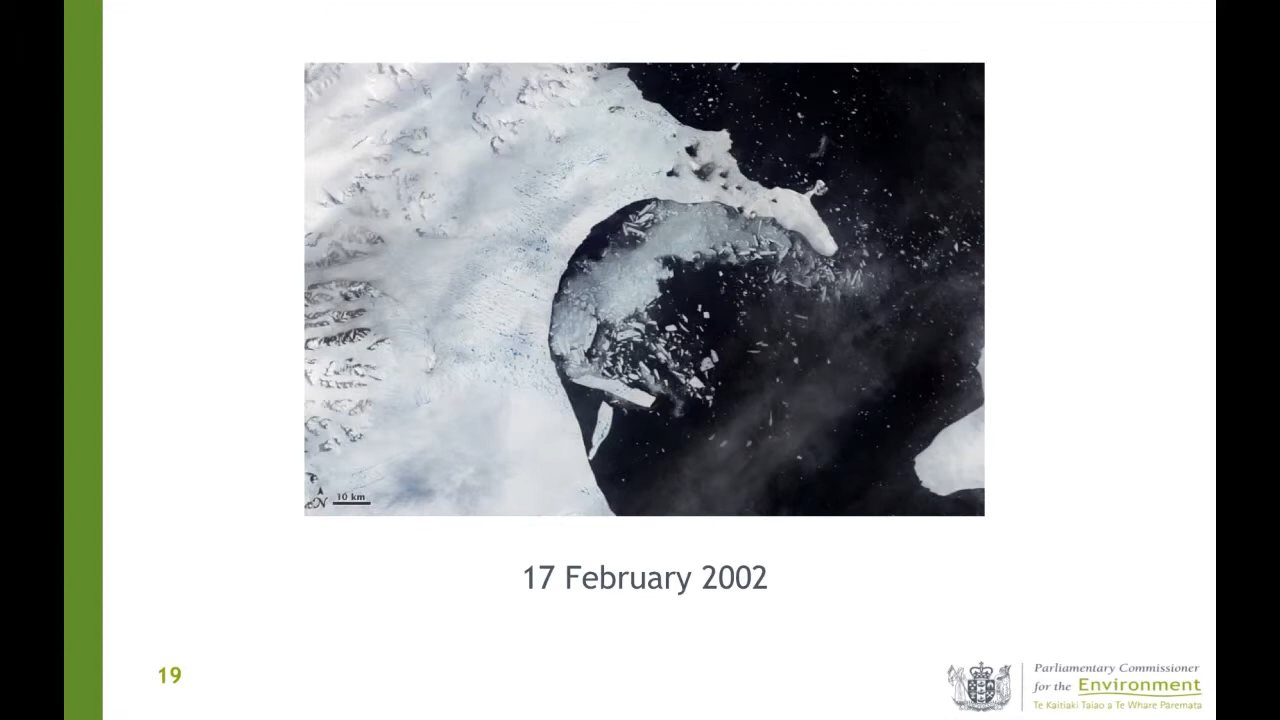 N 10 km
17 February 2002
19
Parliamentary Commissioner
for the Environment
Te Kaitiaki Taiao a Te Whare Pāremata